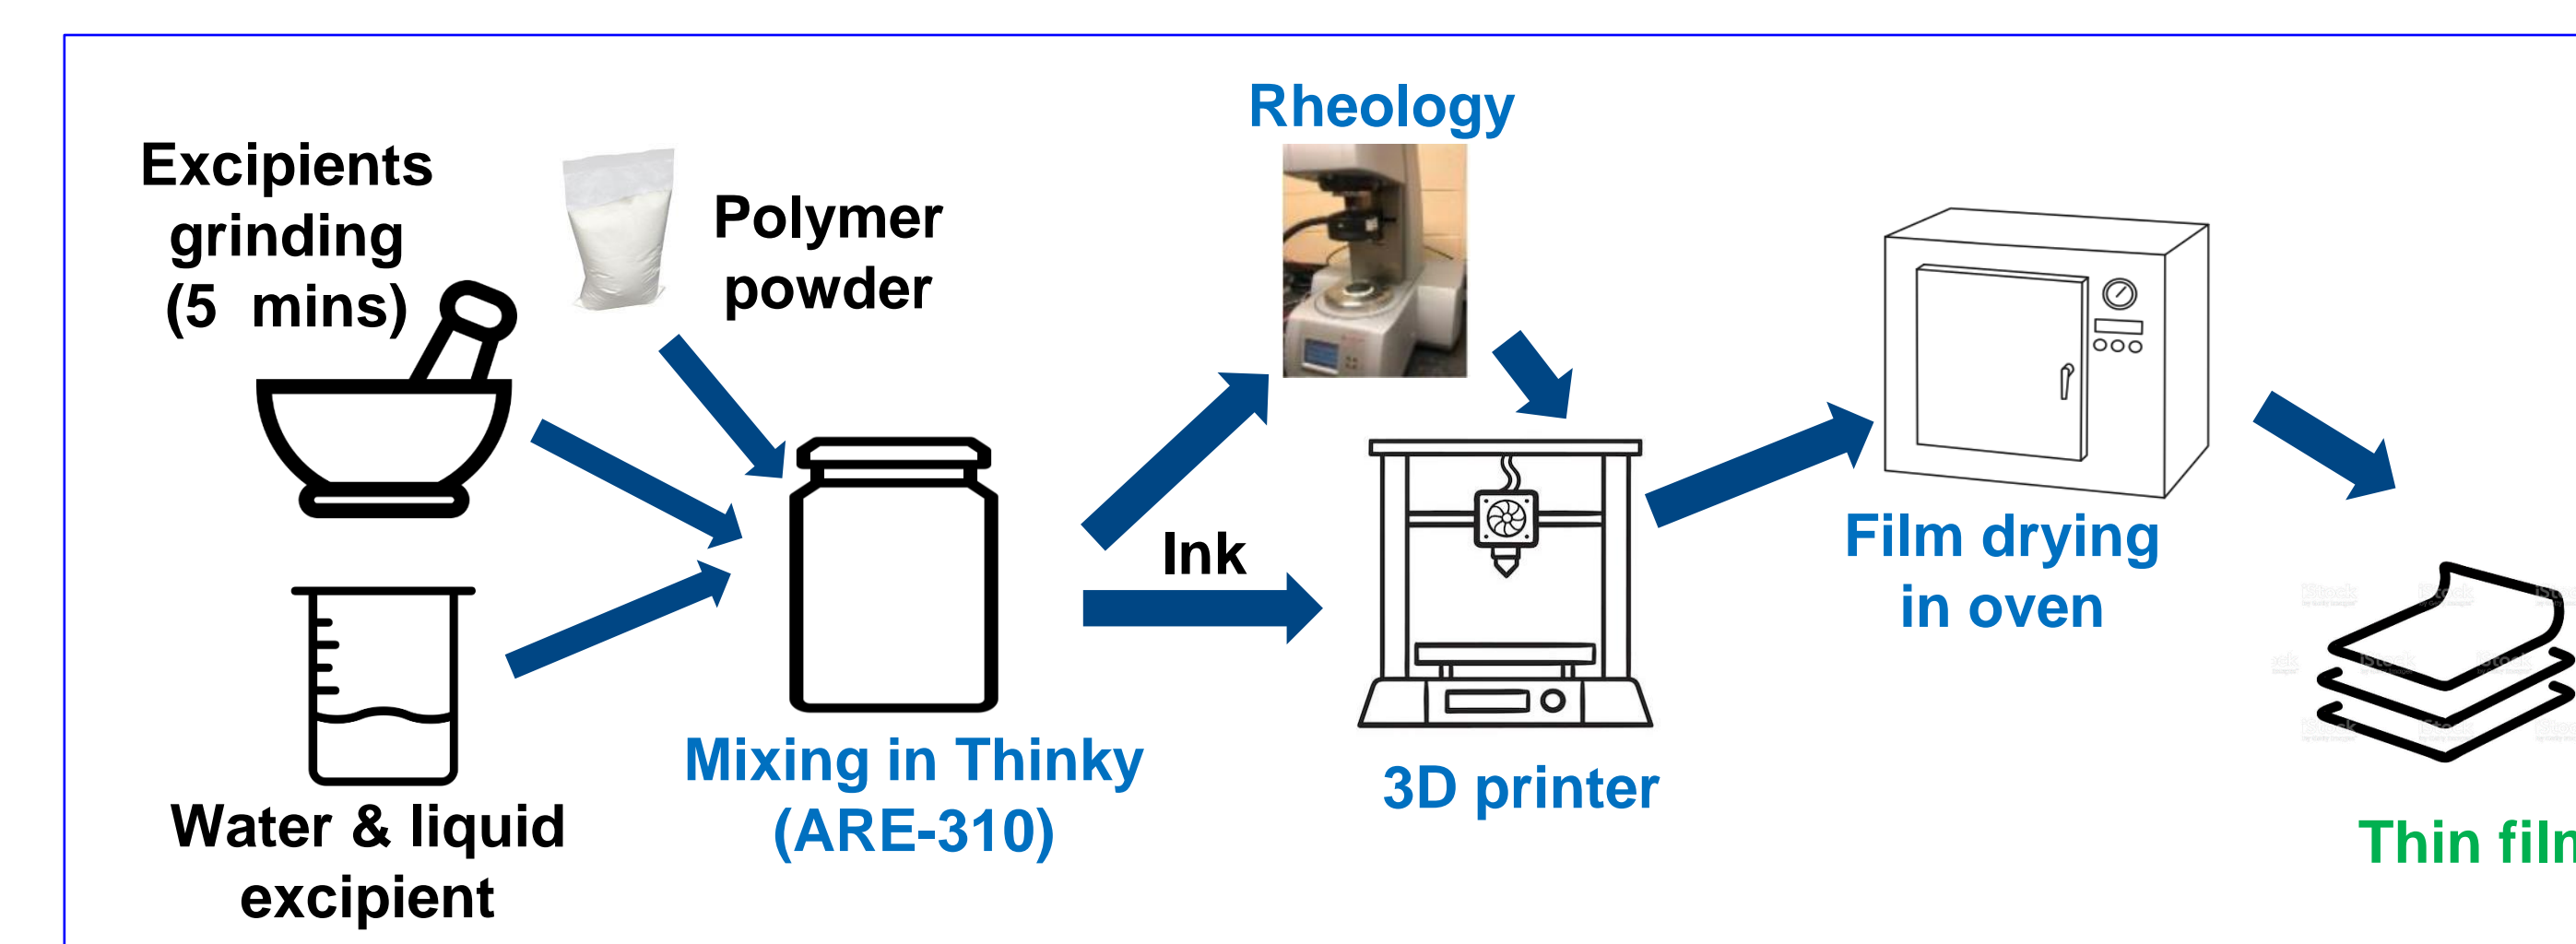 Excipients
grinding
(5 mins)
Polymer
powder
Rheology
Water & liquid
excipient
Mixing in Thinky
(ARE-310)
Ink
3D printer
Film drying
in oven
Thin